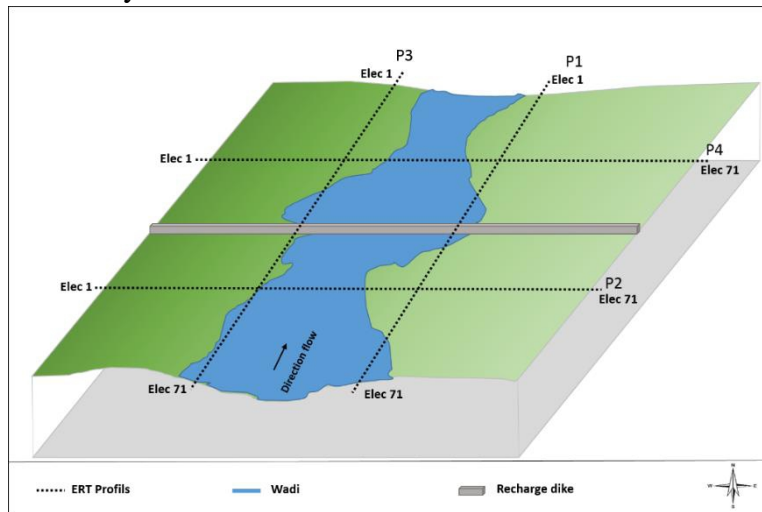 P3
P1
Elec 1
Elec 1
Elec 1
P4
Elec 71
Elec 1
P2
Elec 71
Direction flow
Elec 71
Elec 71
ERT Profils
Wadi
Recharge dike
N
W
E
S